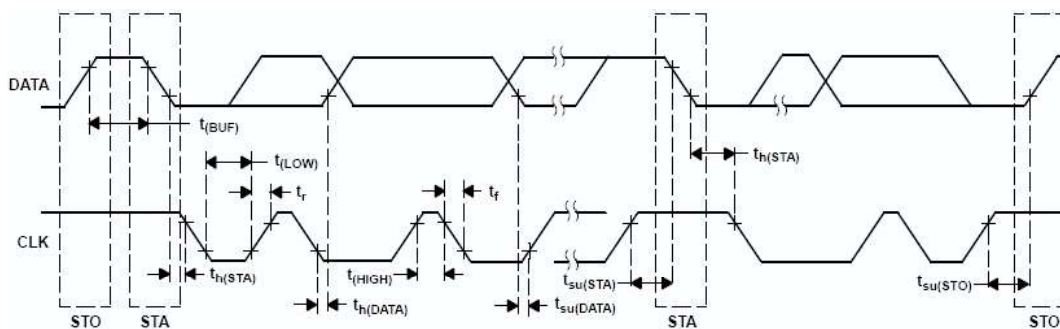 DATA
t(BUF)
t(LOW)
tr
tf
th(STA)
CLK
th(STA)
t(HIGH)
th(DATA)
tsu(STA)
tsu(DATA)
tsu(STO)
STO
STA
STA
STO